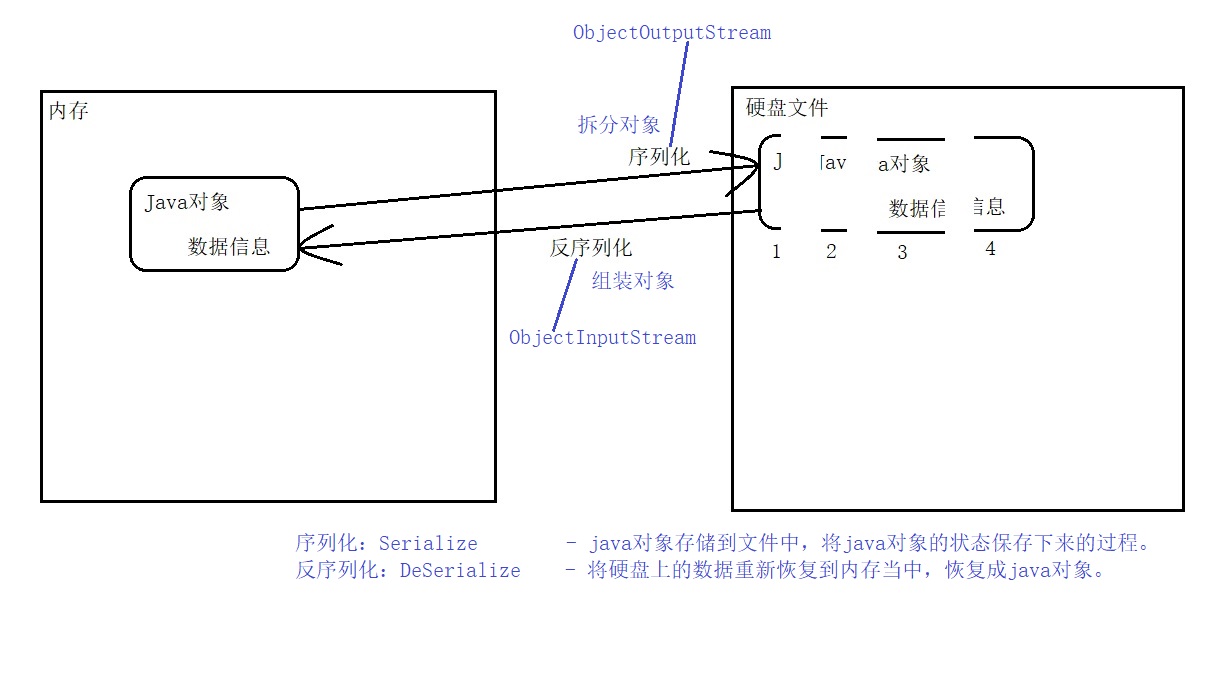 ObjectOutputStream
内存
硬盘文件
拆分对象
序列化
J
Jav
a对象
Java对象
数据信
信息
数据信息
反序列化
1
2
3
4
组装对象
ObjectInputStream
序列化：Serialize - java对象存储到文件中，将java对象的状态保存下来的过程。
反序列化：DeSerialize - 将硬盘上的数据重新恢复到内存当中，恢复成java对象。